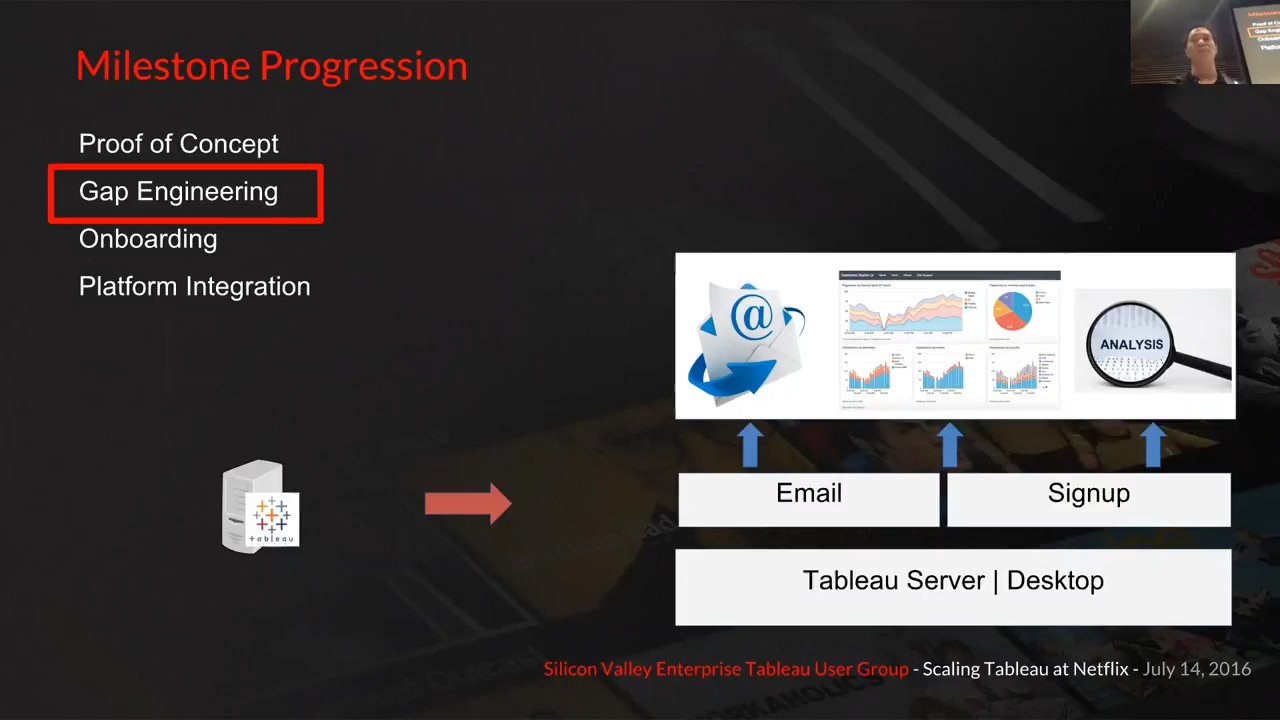 Milestone Progression
Proof of Concept
Gap Engineering
Onboarding
Platform Integration
@
ANALYSIS
Email
Signup
+ableau
Tableau Server | Desktop
Silicon Valley Enterprise Tableau User Group - Scaling Tableau at Netflix - July 14, 2016